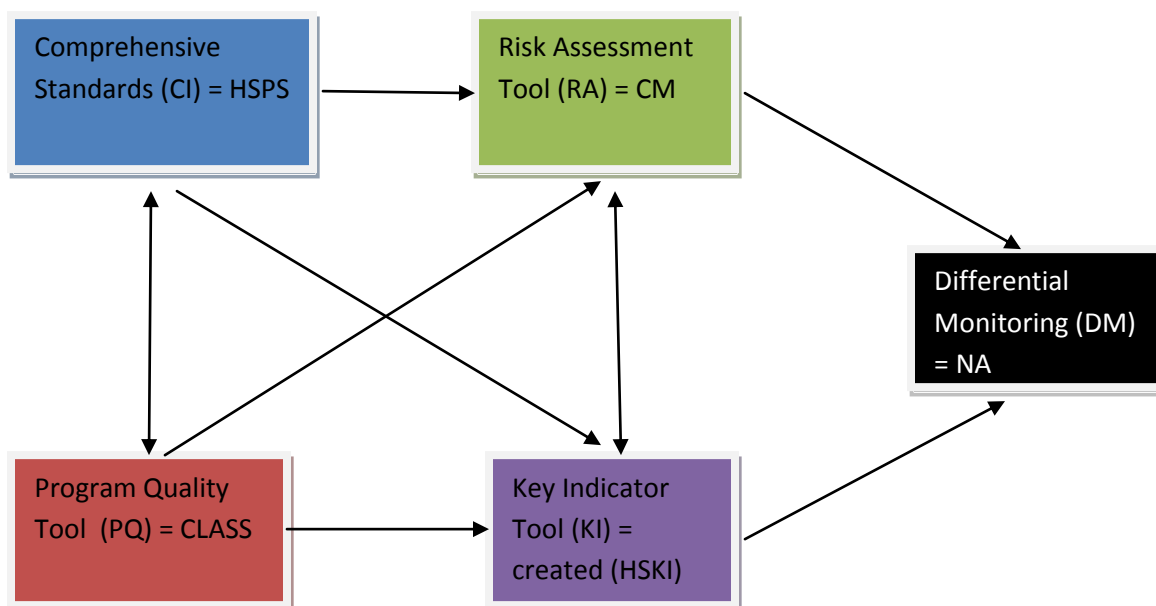 Comprehensive
Standards (CI) = HSPS
Risk Assessment
Tool (RA) = CM
Differential
Monitoring (DM)
= NA
Program Quality
Tool  (PQ) = CLASS
Key Indicator
Tool (KI) =
created (HSKI)